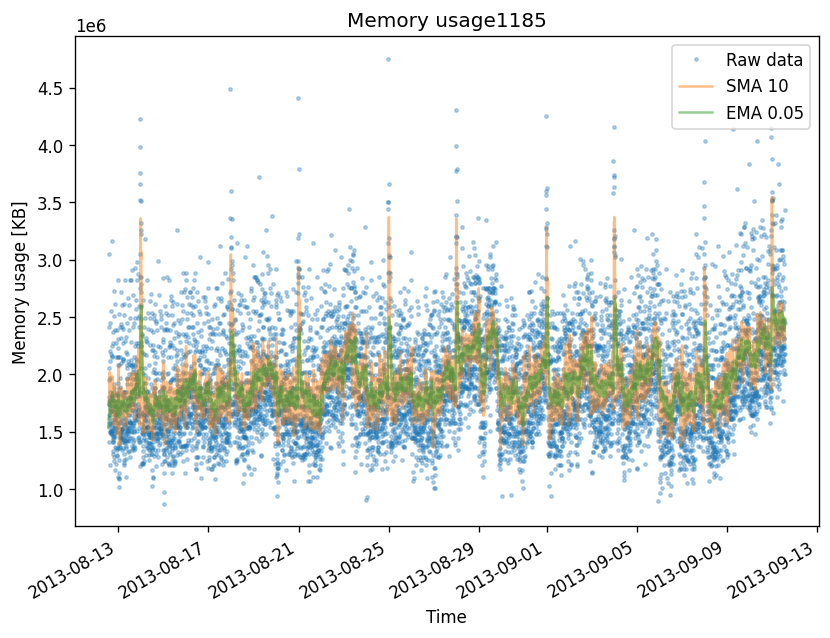 Memory usage1185
1e6
Raw data
SMA 10
EMA 0.05
4.5
4.0
3.5
3.0
2.5
2.0
1.5
1.0
Memory usage [KB]
2013-08-13
2013-08-17
2013-08-21
2013-08-25
2013-08-29
2013-09-01
2013-09-05
2013-09-09
2013-09-13
Time